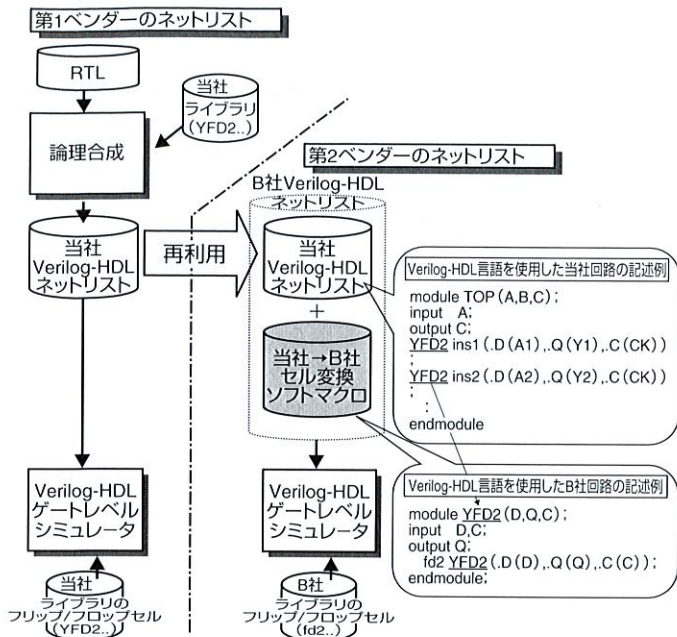 第1ベンダーのネットリスト
RTL
当社
ライブラリ
(YFD2..)
論理合成
当社
Verilog-HDL
ネットリスト
再利用
Verilog-HDL
ゲートレベル
シミュレータ
当社
ライブラリの
フリップ/フロップセル
(YFD2..)
第2ベンダーのネットリスト
B社Verilog-HDL
ネットリスト
当社
Verilog-HDL
ネットリスト
+
当社→B社
セル変換
ソフトマクロ
Verilog-HDL
ゲートレベル
シミュレータ
B社
ライブラリの
フリップ/フロップセル
(fd2..)
Verilog-HDL言語を使用した当社回路の記述例
module TOP (A,B,C);
input A;
output C;
YFD2 ins1 (.D (A1) ,.Q (Y1) ,.C (CK))
;
YFD2 ins2 (.D (A2) ,.Q (Y2) ,.C (CK))
;
:
endmodule
Verilog-HDL言語を使用したB社回路の記述例
module YFD2 (D,Q,C);
input D,C;
output Q;
fd2 YFD2 (.D (D) ,.Q (Q) ,.C (C));
endmodule;